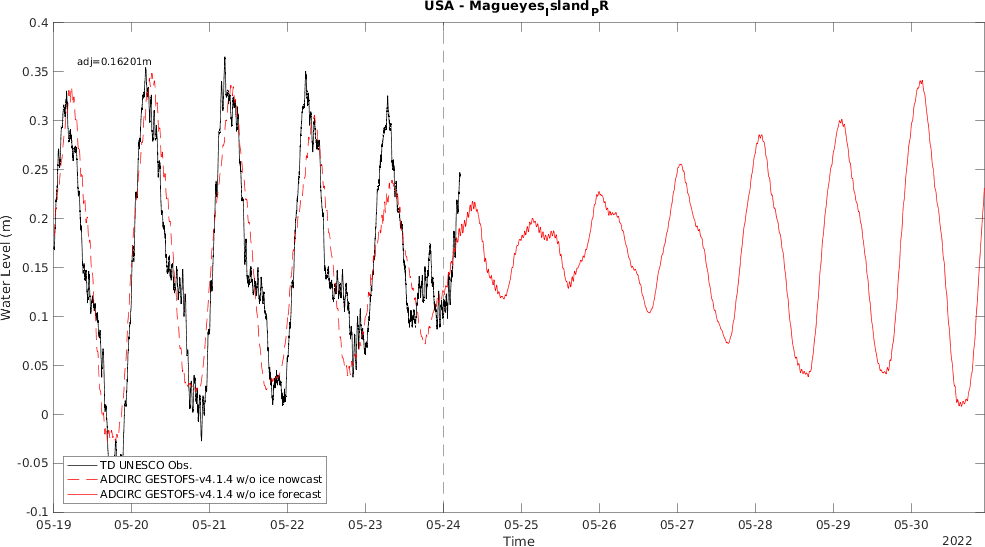 USA - Magueyes_Island_PR
0.4
0.35
0.3
0.25
0.2
0.15
0.1
0.05
0
-0.05
-0.1
Water Level (m)
adj=0.16201m
TD UNESCO Obs.
ADCIRC GESTOFS-v4.1.4 w/o ice nowcast
ADCIRC GESTOFS-v4.1.4 w/o ice forecast
05-19 05-20 05-21 05-22 05-23 05-24 05-25 05-26 05-27 05-28 05-29 05-30
Time
2022